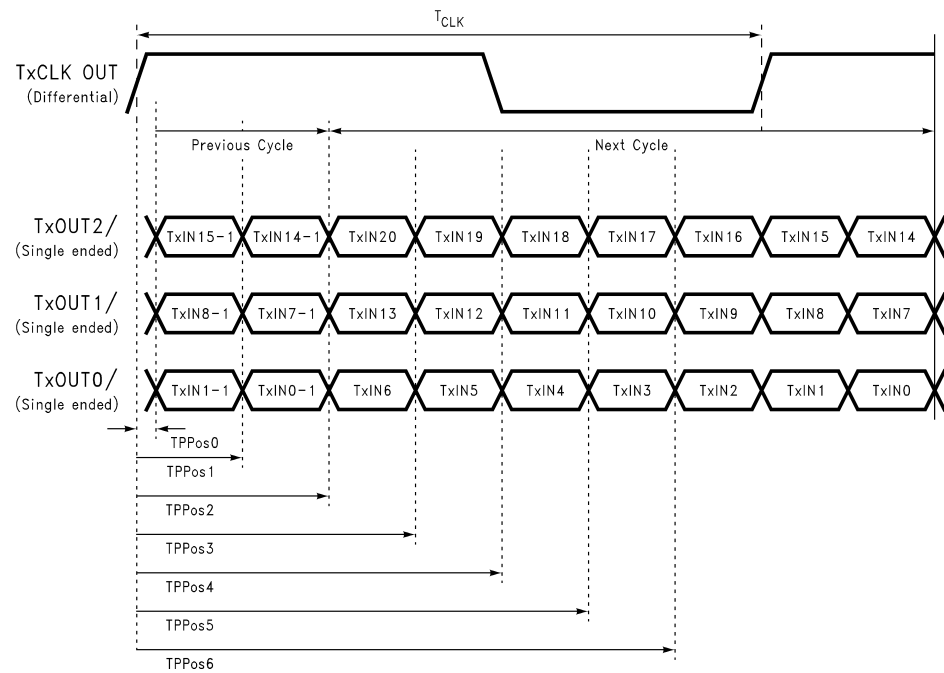 TCLK
TxCLK OUT
(Differential)
Previous Cycle
Next Cycle
TxOUT2/
(Single ended)
TxIN15-1 TxIN14-1 TxIN20 TxIN19 TxIN18 TxIN17 TxIN16 TxIN15 TxIN14
TxOUT1/
(Single ended)
TxIN8-1 TxIN7-1 TxIN13 TxIN12 TxIN11 TxIN10 TxIN9 TxIN8 TxIN7
TxOUT0/
(Single ended)
TxIN1-1 TxIN0-1 TxIN6 TxIN5 TxIN4 TxIN3 TxIN2 TxIN1 TxIN0
TPPos0
TPPos1
TPPos2
TPPos3
TPPos4
TPPos5
TPPos6